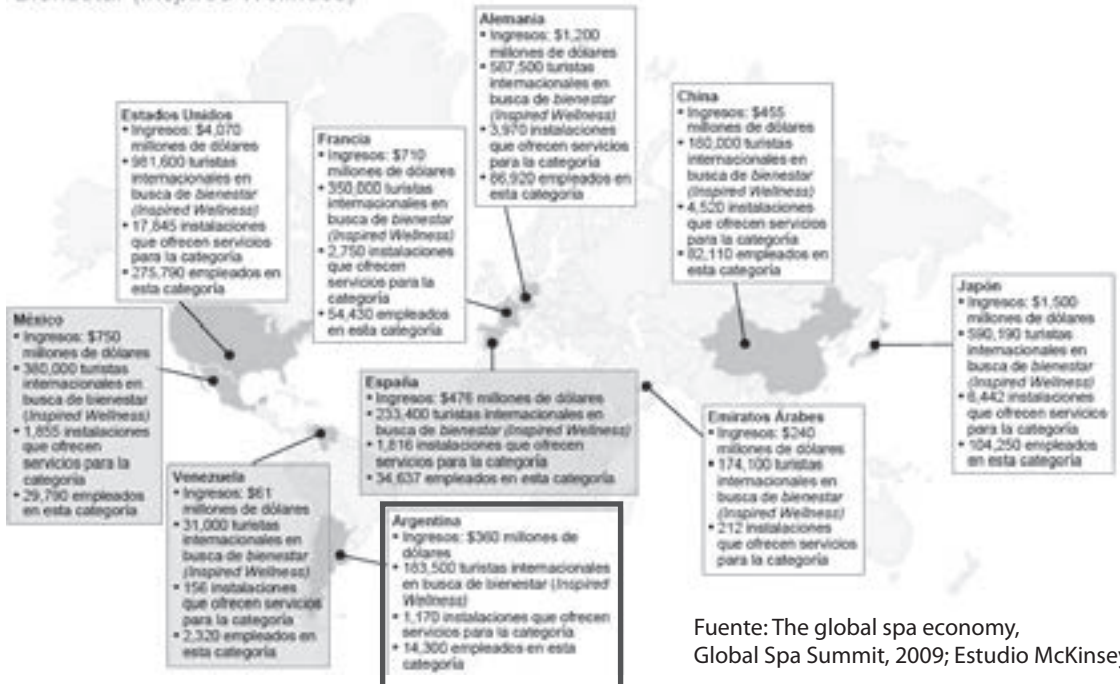 Estados Unidos
• Ingresos: $4,070
millones de dólares
• 981,600 turistas
internacionales en
busca de bienestar
(Inspired Wellness)
• 17,845 instalaciones
que ofrecen servicios
para la categoría
• 275,790 empleados en
esta categoría
Francia
• Ingresos: $710
millones de dólares
• 350,000 turistas
internacionales en
busca de bienestar
(Inspired Wellness)
• 2,750 instalaciones
que ofrecen
servicios para la
categoría
• 54,430 empleados
en esta categoría
Alemania
• Ingresos: $1,200
millones de dólares
• 587,500 turistas
internacionales en
busca de bienestar
(Inspired Wellness)
• 3,970 instalaciones
que ofrecen servicios
para la categoría
• 86,920 empleados en
esta categoría
China
• Ingresos: $455
millones de dólares
• 160,000 turistas
internacionales en
busca de bienestar
(Inspired Wellness)
• 4,520 instalaciones
que ofrecen servicios
para la categoría
• 82,110 empleados en
esta categoría
Japón
• Ingresos: $1,500
millones de dólares
• 590,190 turistas
internacionales en
busca de bienestar
(Inspired Wellness)
• 6,442 instalaciones
que ofrecen servicios
para la categoría
• 104,250 empleados
en esta categoría
México
• Ingresos: $750
millones de dólares
• 380,000 turistas
internacionales en
busca de bienestar
(Inspired Wellness)
• 1,855 instalaciones
que ofrecen
servicios para la
categoría
• 29,790 empleados
en esta categoría
España
• Ingresos: $476 millones de dólares
• 233,400 turistas internacionales en
busca de bienestar (Inspired Wellness)
• 1,816 instalaciones que ofrecen
servicios para la categoría
• 34,637 empleados en esta categoría
Emiratos Árabes
• Ingresos: $240
millones de dólares
• 174,100 turistas
internacionales en
busca de bienestar
(Inspired Wellness)
• 212 instalaciones
que ofrecen servicios
para la categoría
Venezuela
• Ingresos: $61
millones de dólares
• 31,000 turistas
internacionales en
busca de bienestar
(Inspired Wellness)
• 156 instalaciones
que ofrecen servicios
para la categoría
• 2,320 empleados en
esta categoría
Argentina
• Ingresos: $360 millones de
dólares
• 183,500 turistas internacionales
en busca de bienestar (Inspired
Wellness)
• 1,170 instalaciones que ofrecen
servicios para la categoría
• 14,300 empleados en esta
categoría
Fuente: The global spa economy,
Global Spa Summit, 2009; Estudio McKinsey